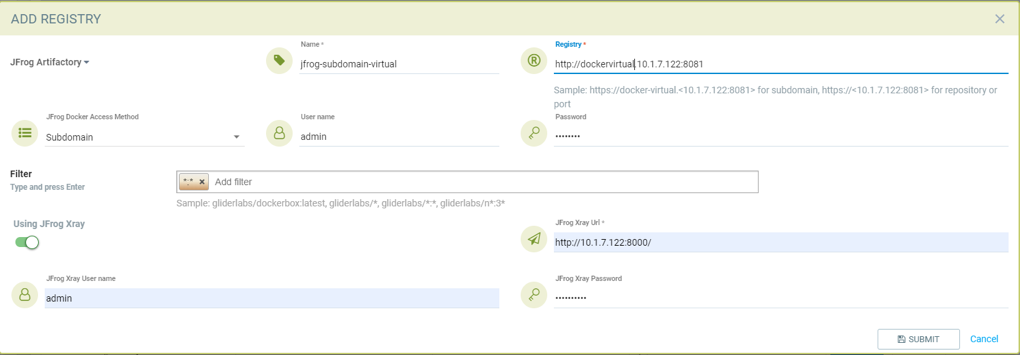 ADD REGISTRY
JFrog Artifactory
Name *
jfrog-subdomain-virtual
Registry *
http://dockervirtual.10.1.7.122:8081
Sample: https://docker-virtual.<10.1.7.122:8081> for subdomain, https://<10.1.7.122:8081> for repository or
port
JFrog Docker Access Method
Subdomain
User name
admin
Password
••••••••
Filter
Type and press Enter
*:* ×
Add filter
Sample: gliderlabs/dockerbox:latest, gliderlabs/*, gliderlabs/*:*, gliderlabs/n*:3*
Using JFrog Xray
JFrog Xray Url *
http://10.1.7.122:8000/
JFrog Xray User name
admin
JFrog Xray Password
••••••••••
SUBMIT
Cancel